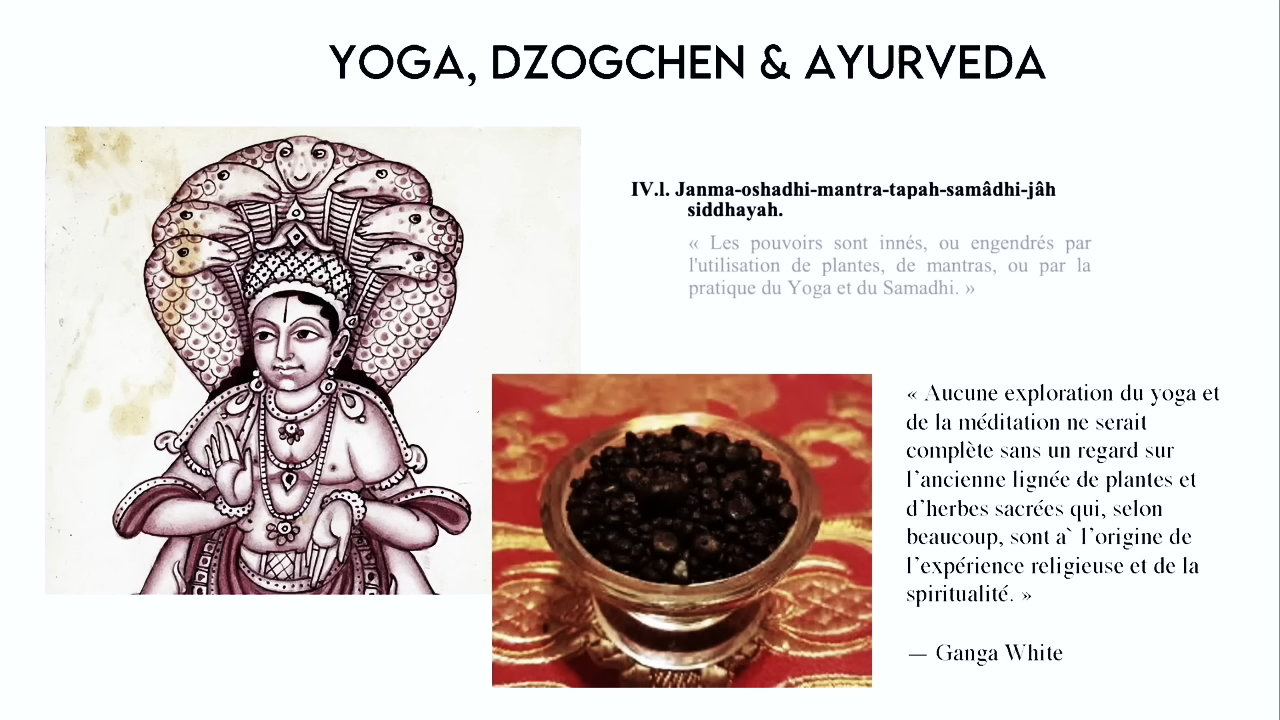 YOGA, DZOGCHEN & AYURVEDA
IV.l. Janma-oshadhi-mantra-tapah-samâdhi-jâh
siddhayah.
« Les pouvoirs sont innés, ou engendrés par
l'utilisation de plantes, de mantras, ou par la
pratique du Yoga et du Samadhi. »
« Aucune exploration du yoga et
de la méditation ne serait
complète sans un regard sur
l’ancienne lignée de plantes et
d’herbes sacrées qui, selon
beaucoup, sont a` l’origine de
l’expérience religieuse et de la
spiritualité. »
— Ganga White